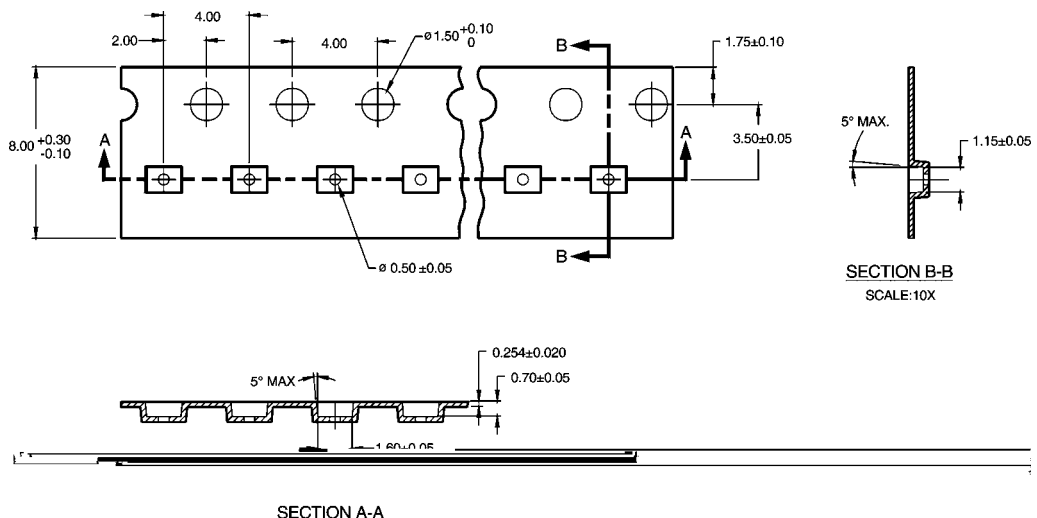 4.00
2.00
4.00
ø 1.50 +0.10
0
B
1.75±0.10
8.00 +0.30
-0.10
A
A
3.50±0.05
5° MAX.
1.15±0.05
B
ø 0.50 ±0.05
SECTION B-B
SCALE:10X
0.254±0.020
5° MAX
0.70±0.05
1.60±0.05
SECTION A-A